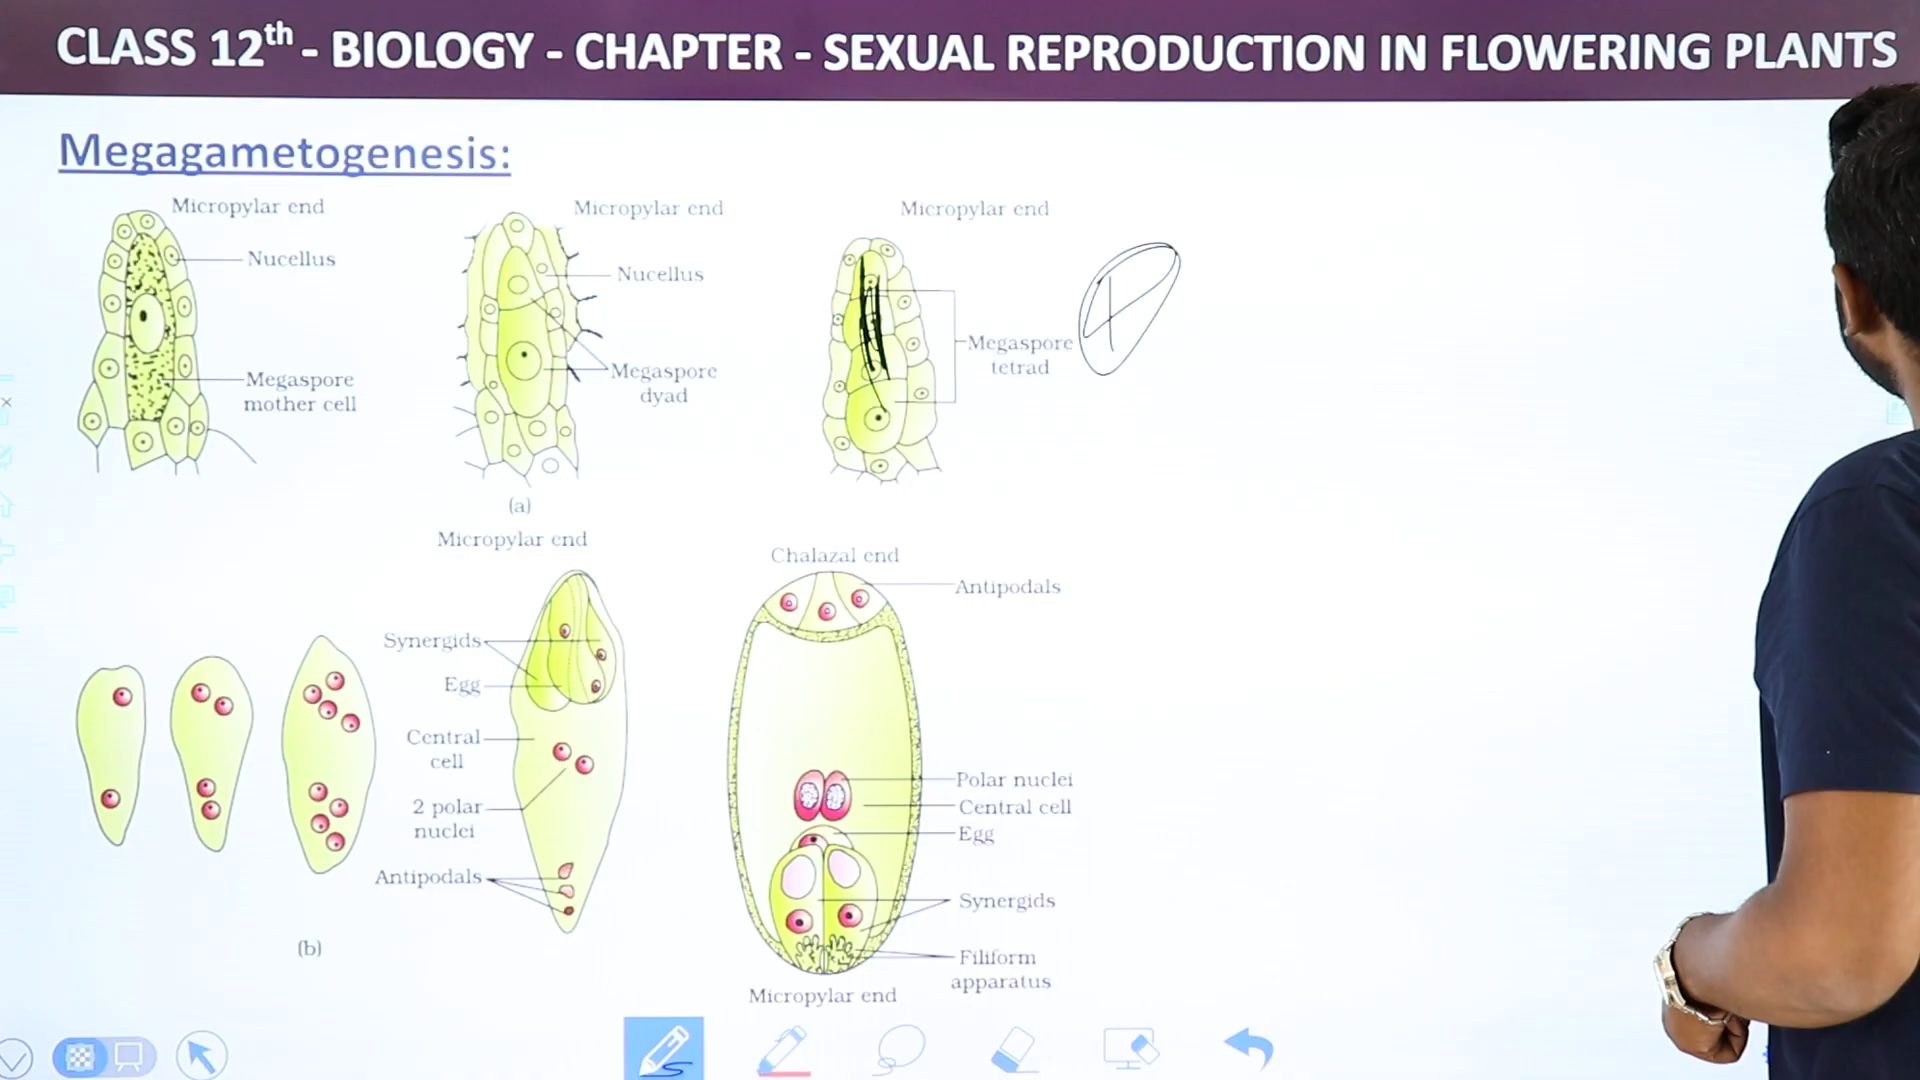 CLASS 12th - BIOLOGY - CHAPTER - SEXUAL REPRODUCTION IN FLOWERING PLANTS
Megagametogenesis:
Micropylar end
Nucellus
Megaspore
mother cell
Micropylar end
Nucellus
Megaspore
dyad
(a)
Micropylar end
Megaspore
tetrad
4
Micropylar end
Synergids
Egg
Central
cell
2 polar
nuclei
Antipodals
(b)
Chalazal end
Antipodals
Polar nuclei
Central cell
Egg
Synergids
Filiform
apparatus
Micropylar end